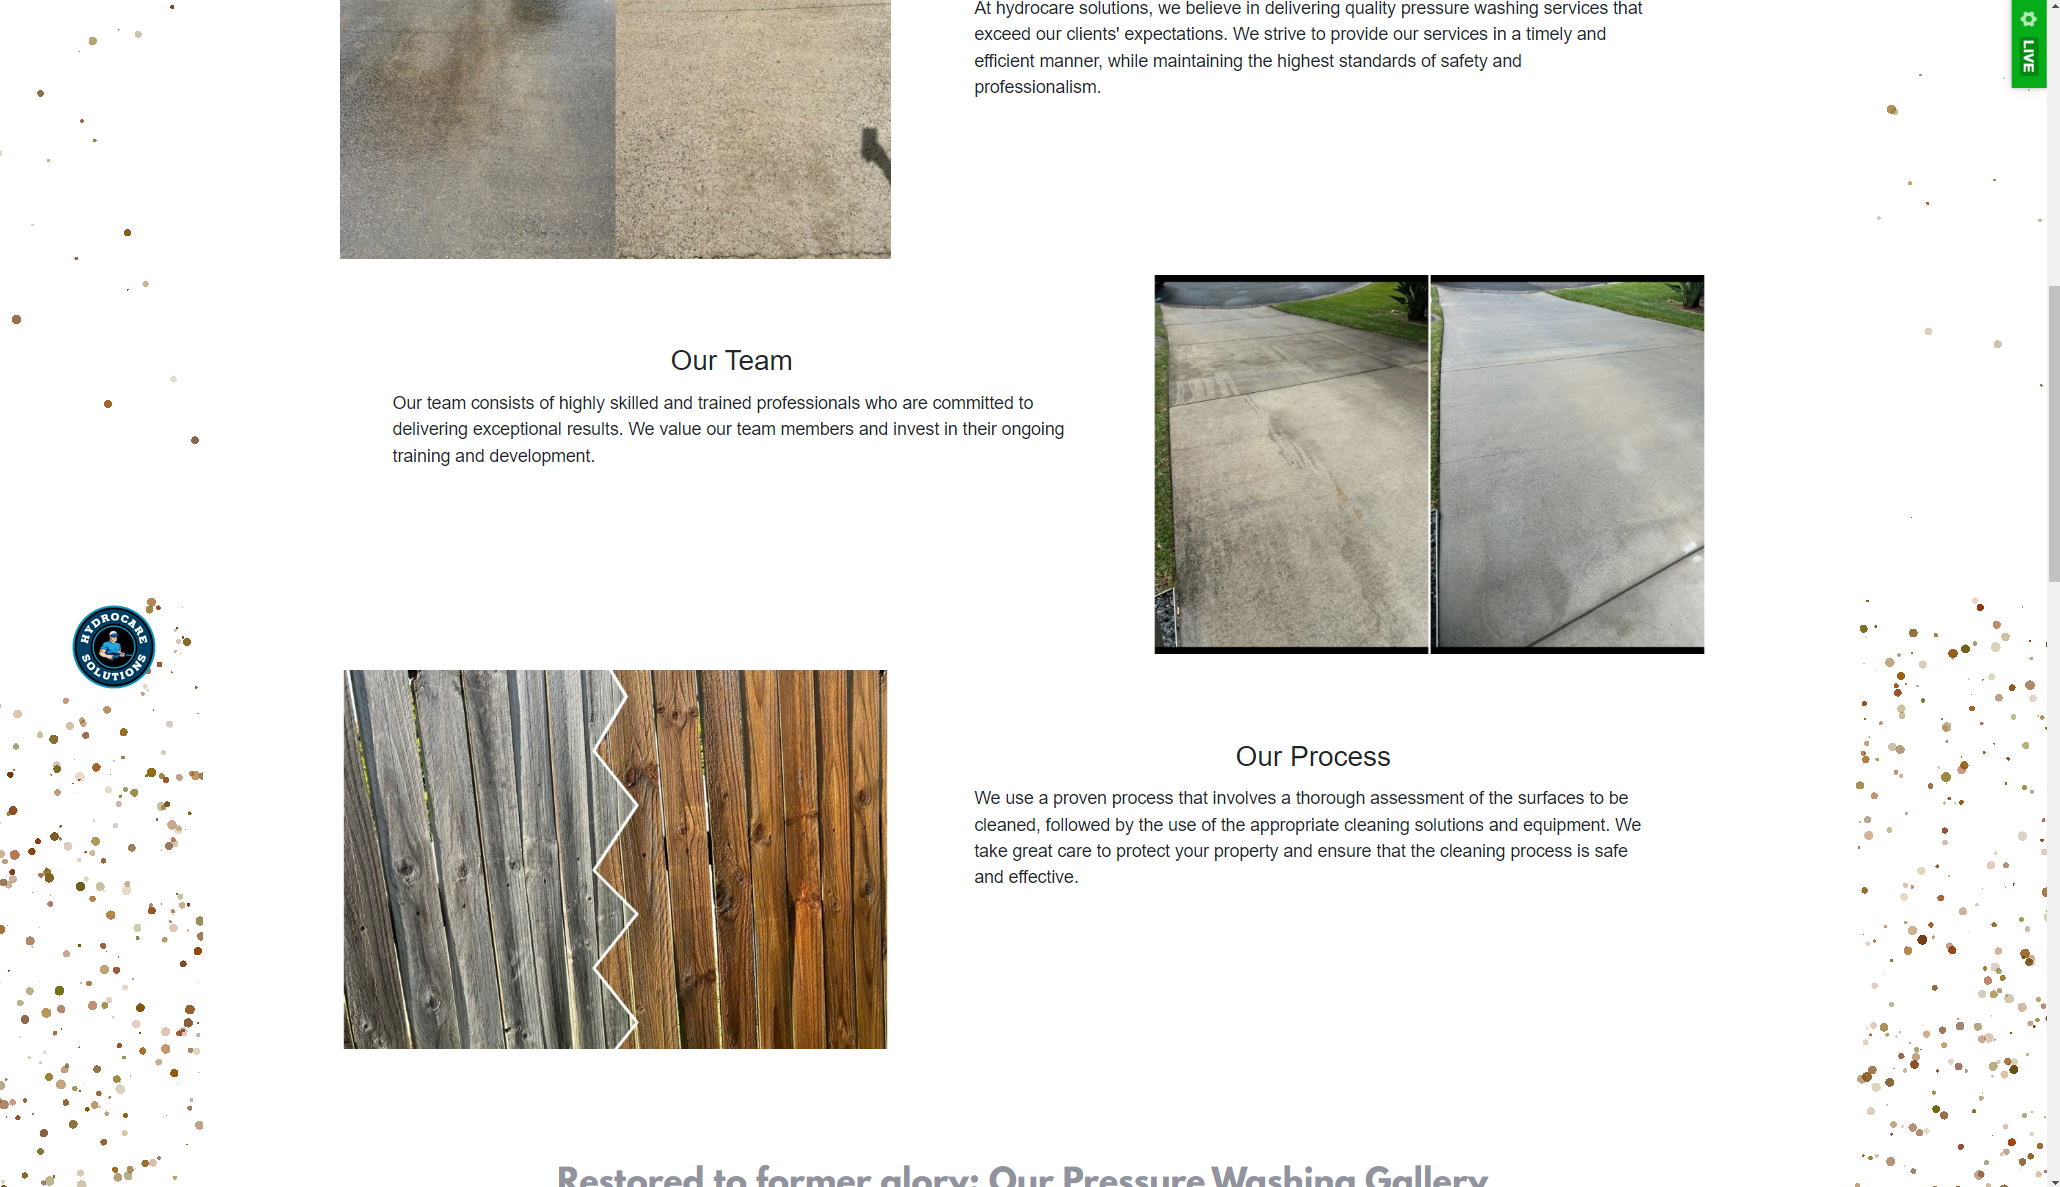 At hydrocare solutions, we believe in delivering quality pressure washing services that
exceed our clients' expectations. We strive to provide our services in a timely and
efficient manner, while maintaining the highest standards of safety and
professionalism.
LIVE
Our Team
Our team consists of highly skilled and trained professionals who are committed to
delivering exceptional results. We value our team members and invest in their ongoing
training and development.
HYDROCARE
SOLUTIONS
Our Process
We use a proven process that involves a thorough assessment of the surfaces to be
cleaned, followed by the use of the appropriate cleaning solutions and equipment. We
take great care to protect your property and ensure that the cleaning process is safe
and effective.
Restored to former glory: Our Pressure Washing Gallery